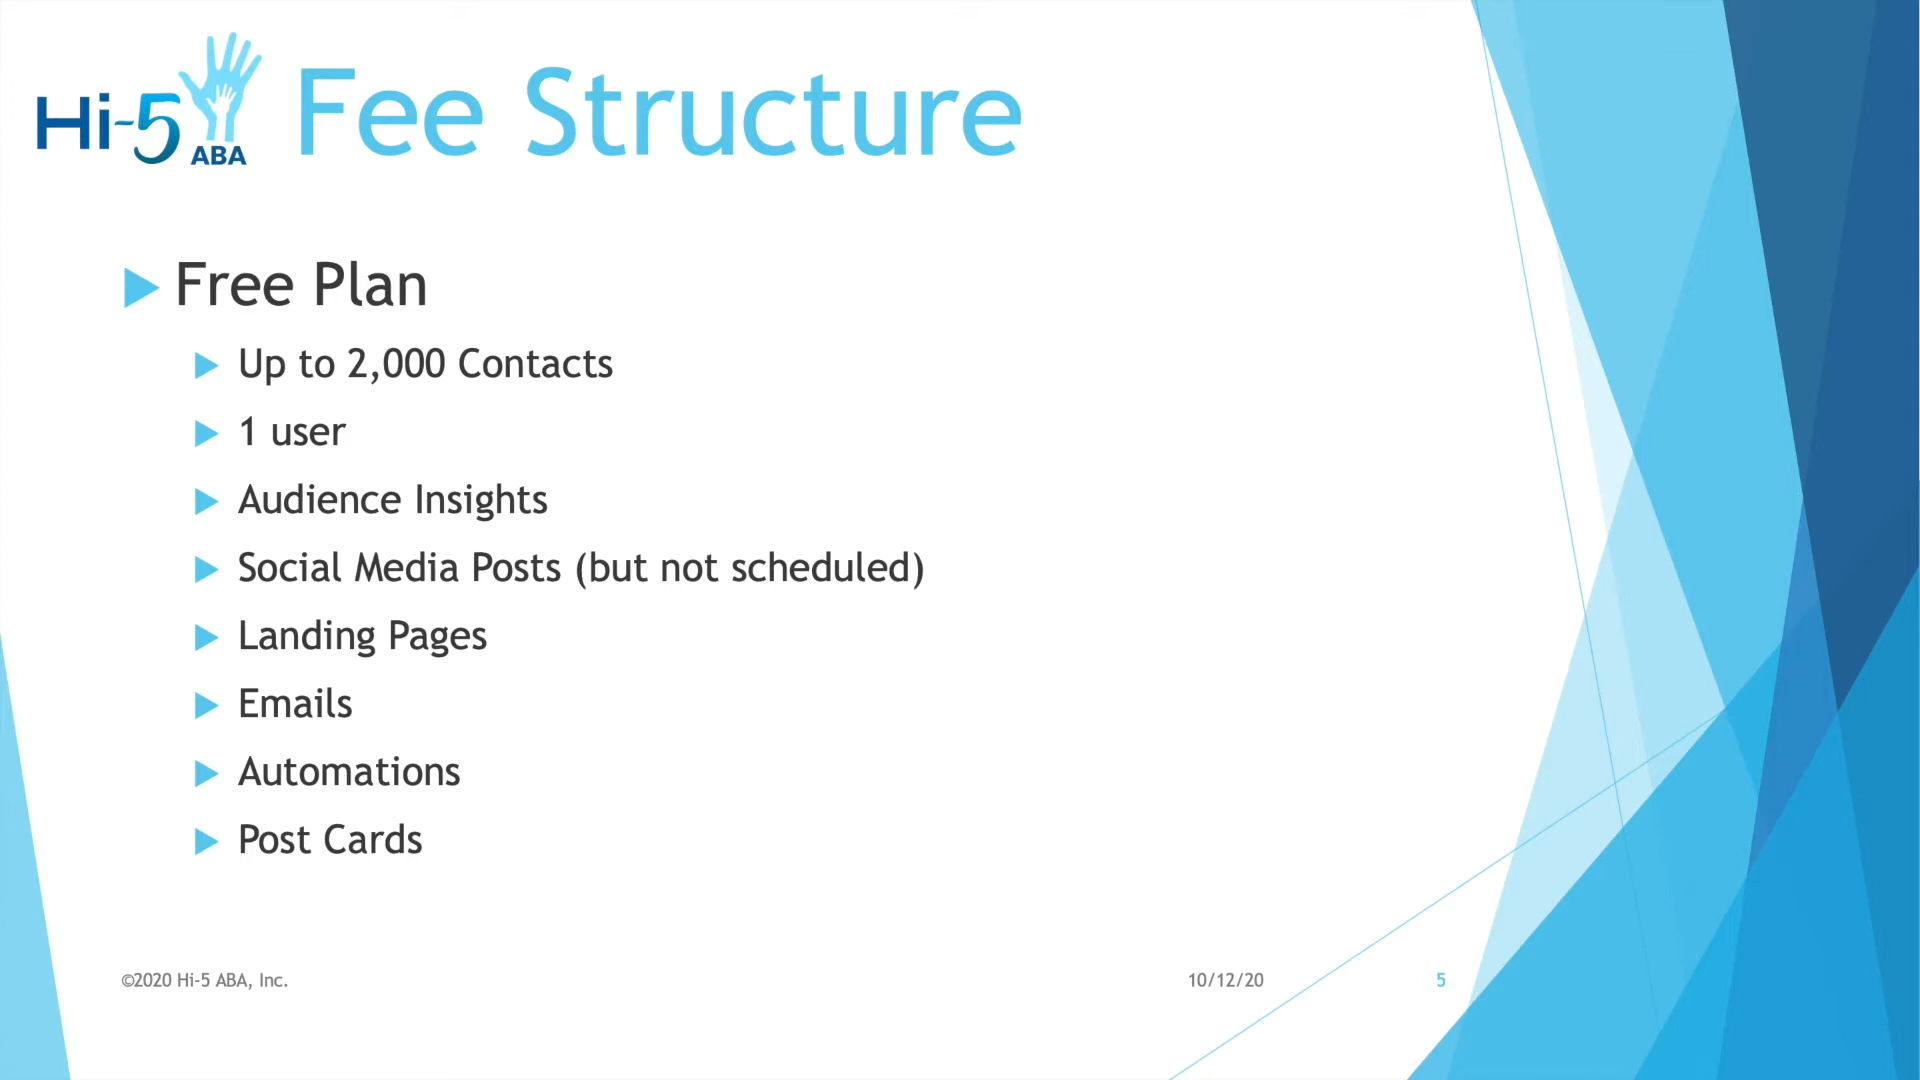 Hi-5 ABA
Fee Structure
Free Plan
Up to 2,000 Contacts
1 user
Audience Insights
Social Media Posts (but not scheduled)
Landing Pages
Emails
Automations
Post Cards
©2020 Hi-5 ABA, Inc.
10/12/20
5